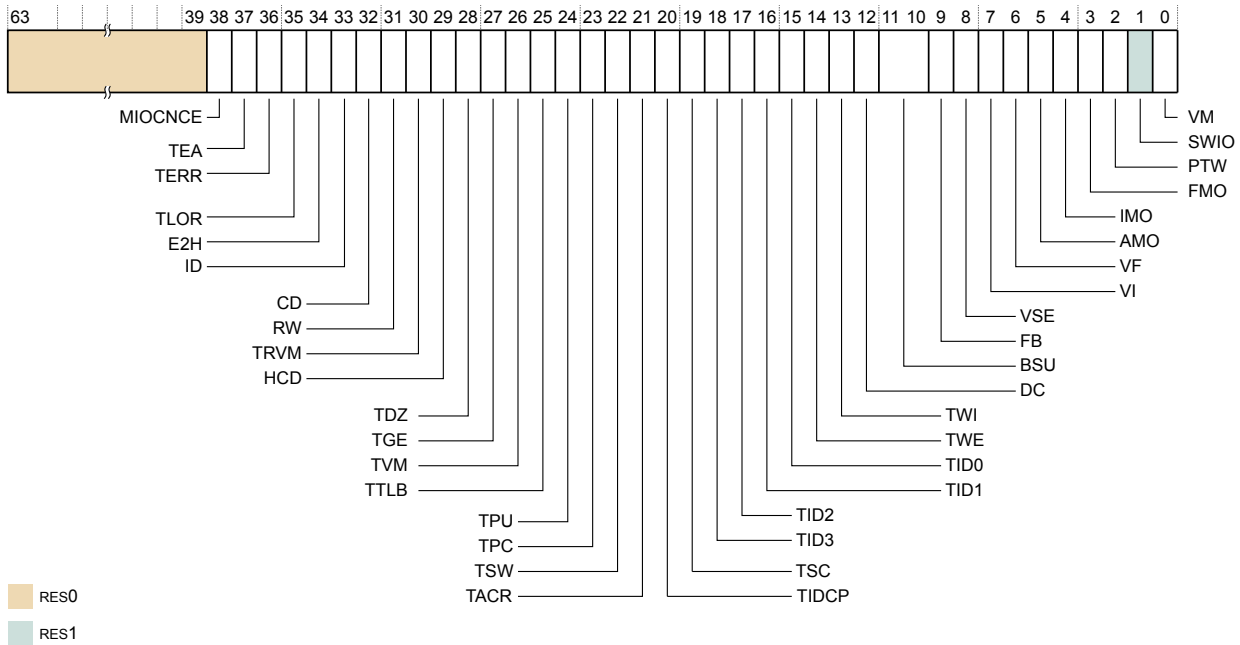 63 39 38 37 36 35 34 33 32 31 30 29 28 27 26 25 24 23 22 21 20 19 18 17 16 15 14 13 12 11 10 9 8 7 6 5 4 3 2 1 0
MIOCNCE VM
TEA SWIO
TERR PTW
FMO
TLOR IMO
E2H AMO
ID VF
VI
CD VSE
RW FB
TRVM BSU
HCD DC
TDZ TWI
TGE TWE
TVM TID0
TTLB TID1
TPU TID2
TPC TID3
TSW TSC
TACR TIDCP
RES0
RES1